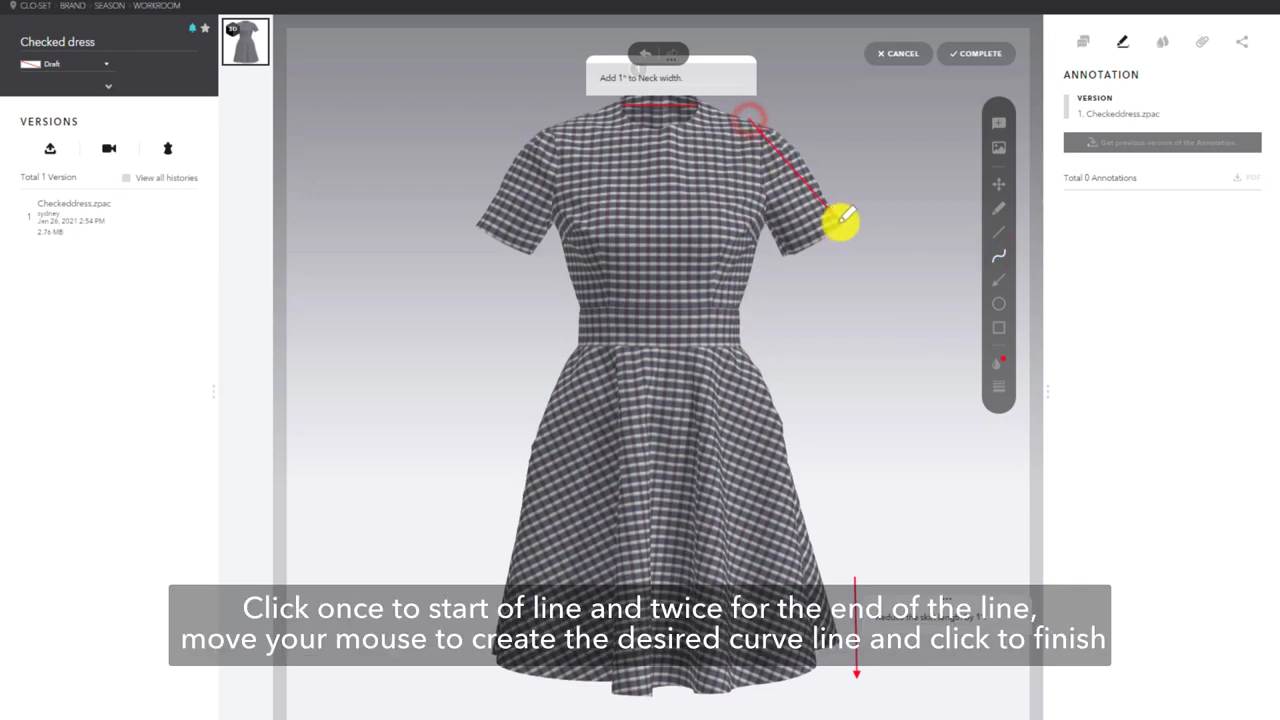 CLO-SET > BRAND > SEASON > WORKROOM
Checked dress
Draft
VERSIONS
Total 1 Version
View all histories
1
Checkeddress.zpac
sydney
Jan 26, 2021 2:54 PM
2.76 MB
3D
Add 1" to Neck width.
CANCEL
COMPLETE
ANNOTATION
VERSION
1. Checkeddress.zpac
Get previous version of the Annotation.
Total 0 Annotations
PDF
Click once to start of line and twice for the end of the line,
move your mouse to create the desired curve line and click to finish